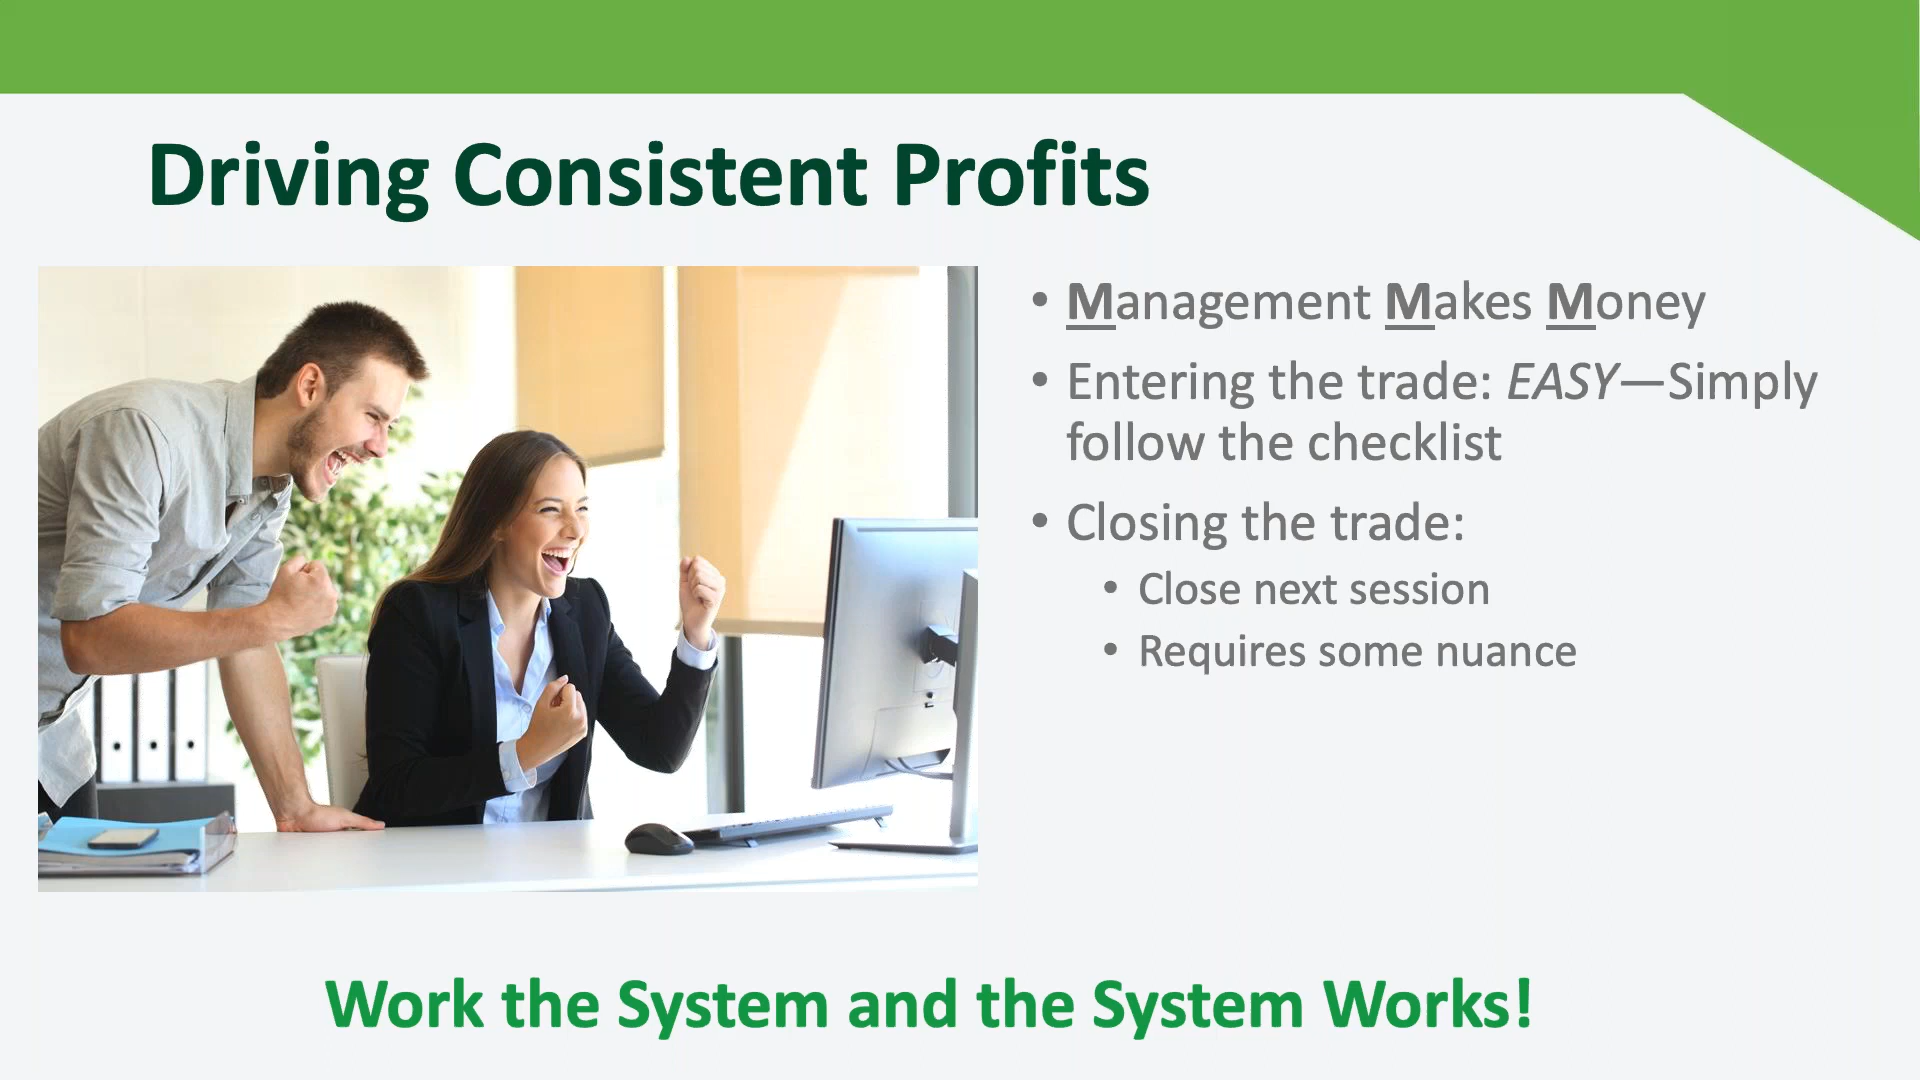 Driving Consistent Profits
• Management Makes Money
• Entering the trade: EASY—Simply
follow the checklist
• Closing the trade:
• Close next session
• Requires some nuance
Work the System and the System Works!